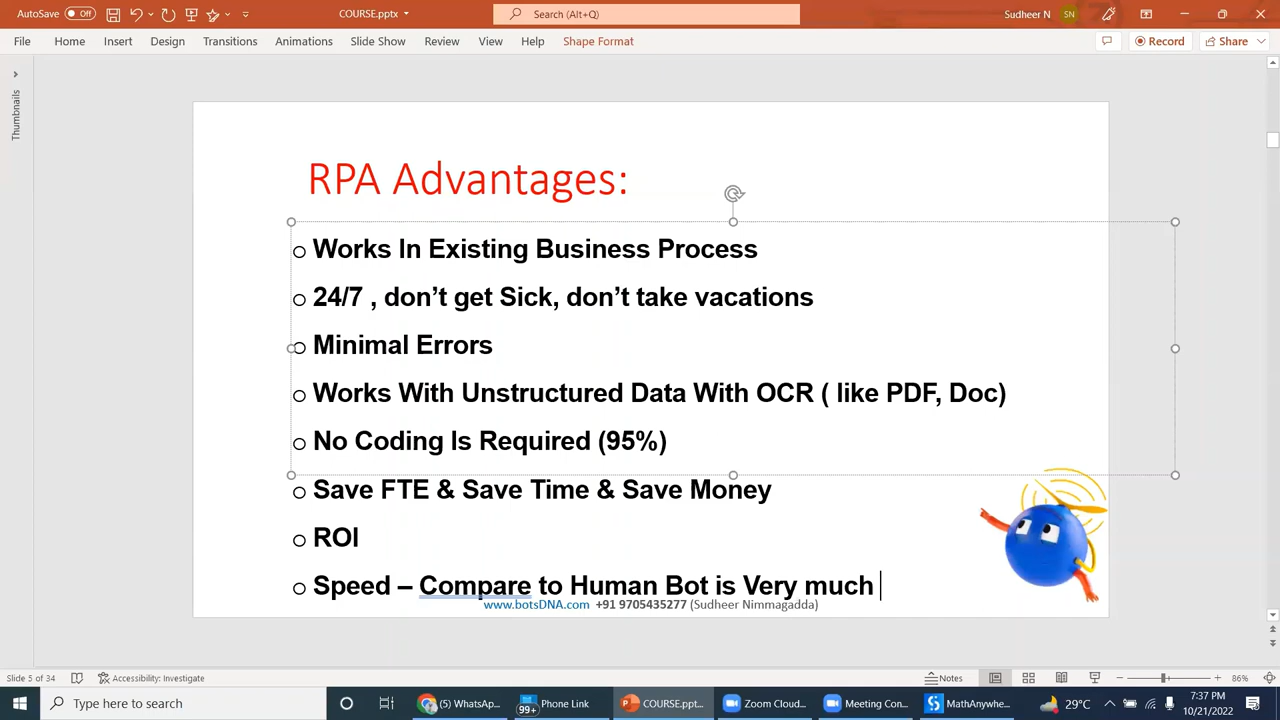 AutoSave Off COURSE.pptx Search (Alt+Q) Sudheer N SN
File Home Insert Design Transitions Animations Slide Show Review View Help Shape Format Record Share
Thumbnails
RPA Advantages:
o Works In Existing Business Process
o 24/7 , don’t get Sick, don’t take vacations
o Minimal Errors
o Works With Unstructured Data With OCR ( like PDF, Doc)
o No Coding Is Required (95%)
o Save FTE & Save Time & Save Money
o ROI
o Speed – Compare to Human Bot is Very much
www.botsDNA.com +91 9705435277 (Sudheer Nimmagadda)
Slide 5 of 34 Accessibility: Investigate Notes 86%
Type here to search (5) WhatsAp... 99+ Phone Link COURSE.ppt... Zoom Cloud... Meeting Con... MathAnywhe... 29°C 7:37 PM
10/21/2022